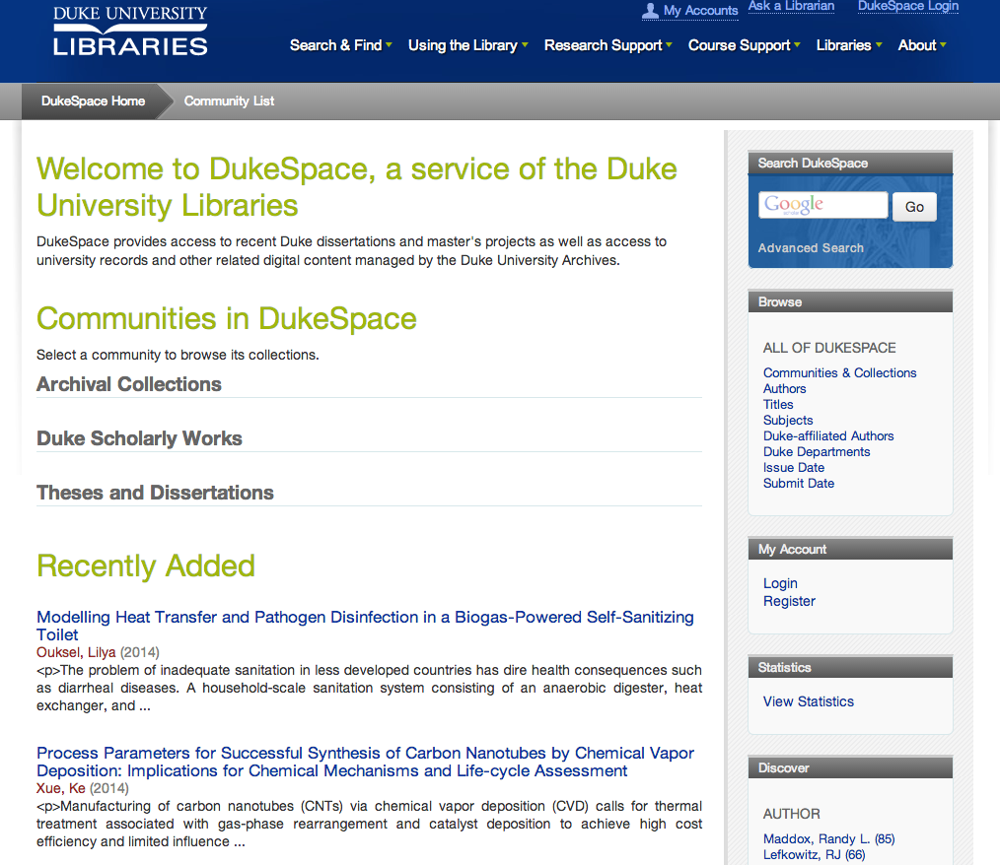 DUKE UNIVERSITY
LIBRARIES
My Accounts Ask a Librarian DukeSpace Login
Search & Find Using the Library Research Support Course Support Libraries About
DukeSpace Home Community List
Welcome to DukeSpace, a service of the Duke
University Libraries
DukeSpace provides access to recent Duke dissertations and master's projects as well as access to
university records and other related digital content managed by the Duke University Archives.
Communities in DukeSpace
Select a community to browse its collections.
Archival Collections
Duke Scholarly Works
Theses and Dissertations
Recently Added
Modelling Heat Transfer and Pathogen Disinfection in a Biogas-Powered Self-Sanitizing
Toilet
Ouksel, Lilya (2014)
<p>The problem of inadequate sanitation in less developed countries has dire health consequences such
as diarrheal diseases. A household-scale sanitation system consisting of an anaerobic digester, heat
exchanger, and ...
Process Parameters for Successful Synthesis of Carbon Nanotubes by Chemical Vapor
Deposition: Implications for Chemical Mechanisms and Life-cycle Assessment
Xue, Ke (2014)
<p>Manufacturing of carbon nanotubes (CNTs) via chemical vapor deposition (CVD) calls for thermal
treatment associated with gas-phase rearrangement and catalyst deposition to achieve high cost
efficiency and limited influence ...
Search DukeSpace
Google
scholar
Go
Advanced Search
Browse
ALL OF DUKESPACE
Communities & Collections
Authors
Titles
Subjects
Duke-affiliated Authors
Duke Departments
Issue Date
Submit Date
My Account
Login
Register
Statistics
View Statistics
Discover
AUTHOR
Maddox, Randy L. (85)
Lefkowitz, RJ (66)